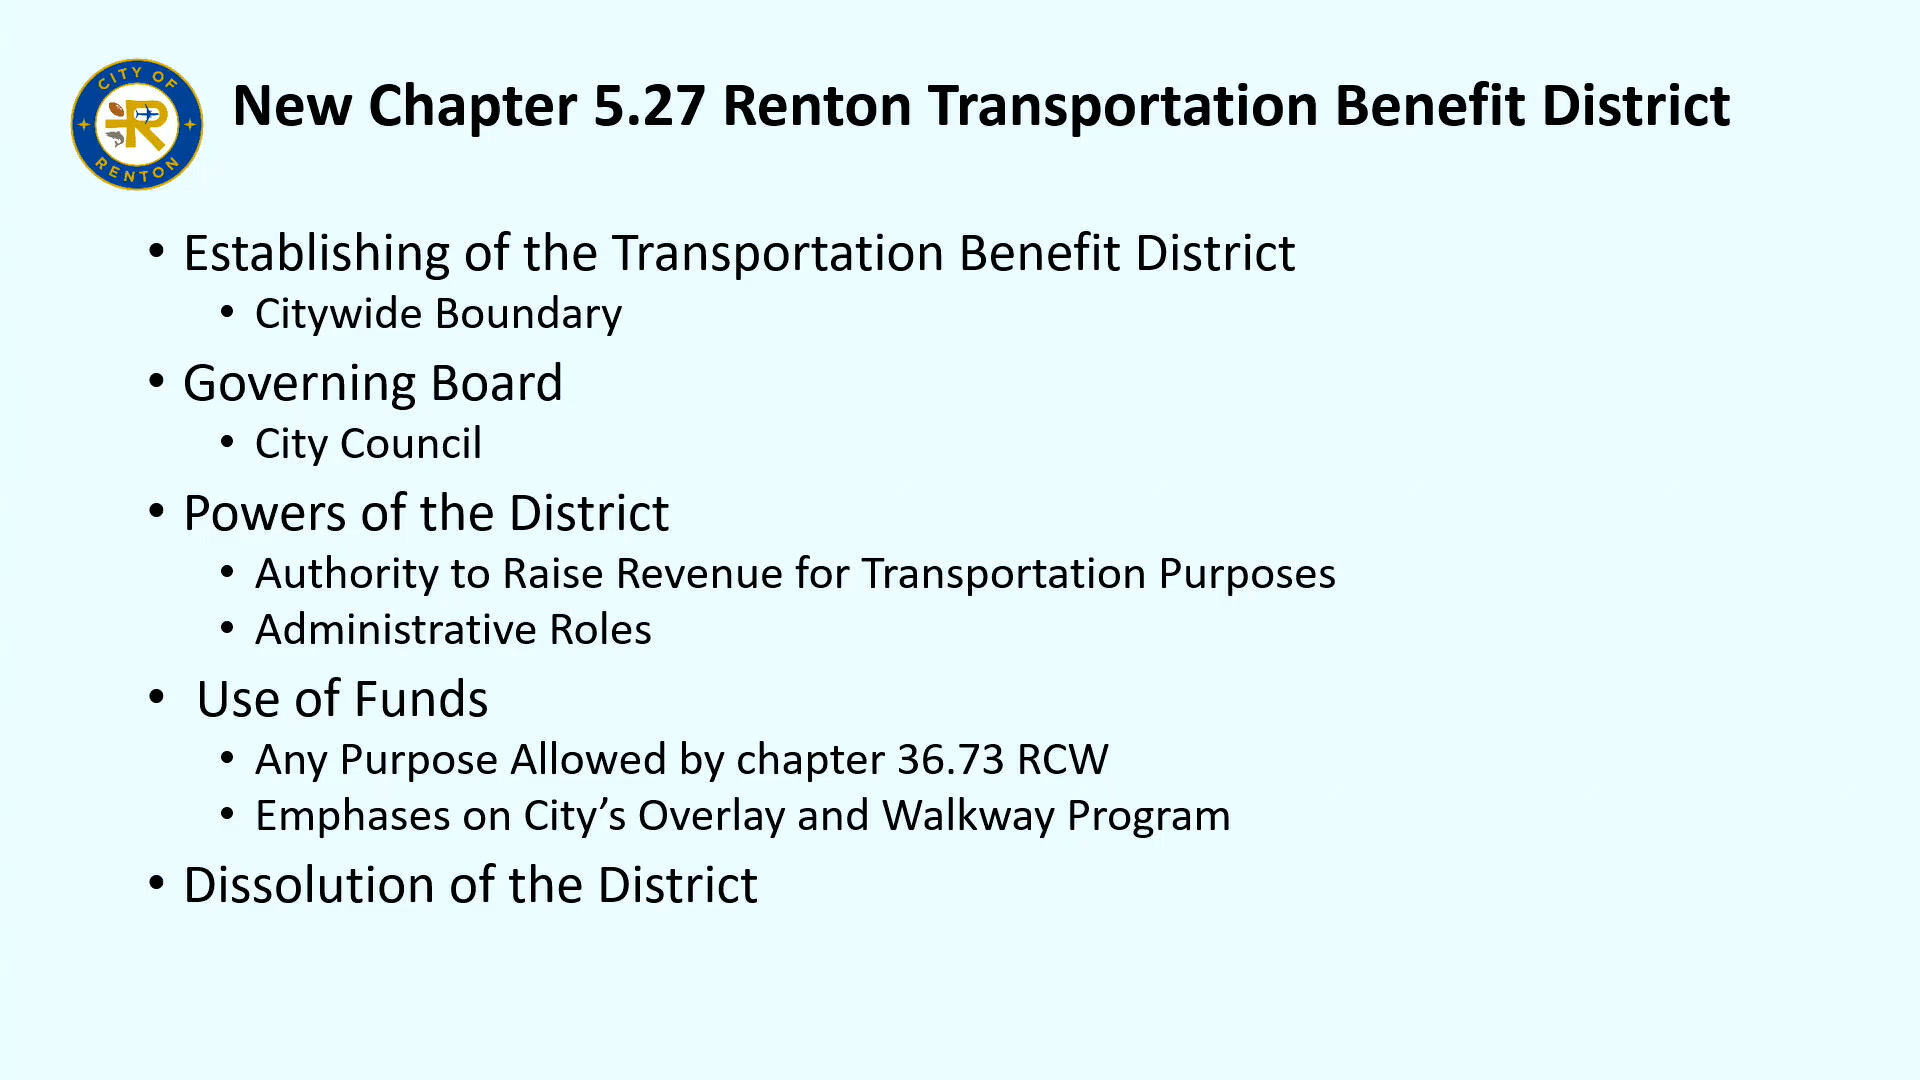 CITY OF
RENTON
New Chapter 5.27 Renton Transportation Benefit District
• Establishing of the Transportation Benefit District
• Citywide Boundary
• Governing Board
• City Council
• Powers of the District
• Authority to Raise Revenue for Transportation Purposes
• Administrative Roles
• Use of Funds
• Any Purpose Allowed by chapter 36.73 RCW
• Emphases on City’s Overlay and Walkway Program
• Dissolution of the District